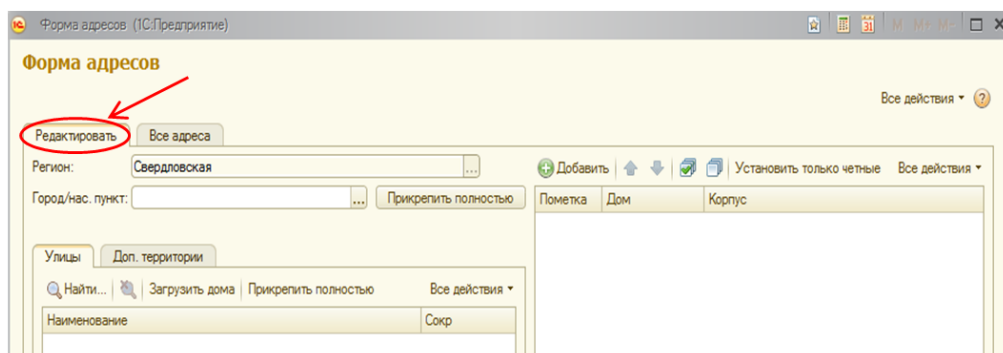 Форма адресов (1С:Предприятие)
31 M M+ M-
Форма адресов
Все действия ?
Редактировать Все адреса
Регион: Свердловская ...
Добавить Установить только четные Все действия
Город/нас. пункт: ... Прикрепить полностью
Пометка Дом Корпус
Улицы Доп. территории
Найти... Загрузить дома Прикрепить полностью Все действия
Наименование Сокр